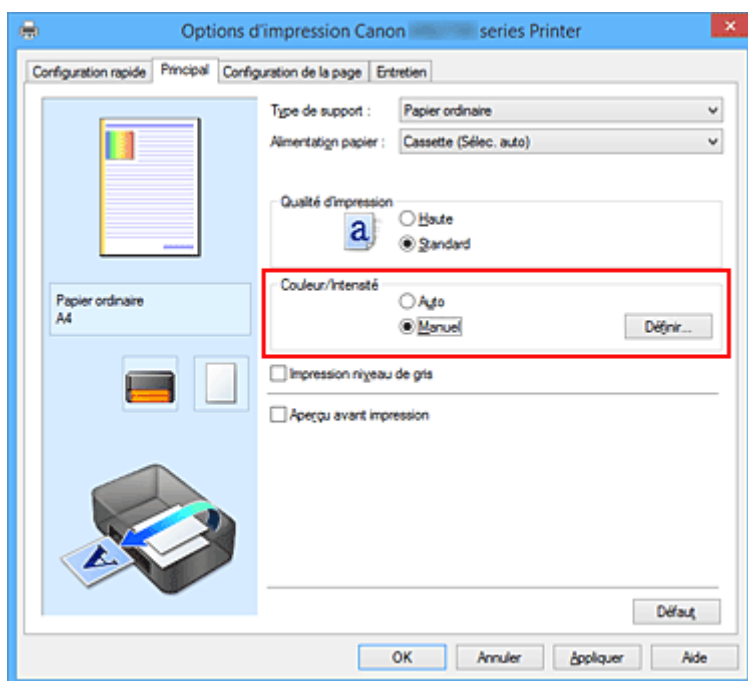 Options d'impression Canon series Printer
Configuration rapide Principal Configuration de la page Entretien
Type de support : Papier ordinaire
Alimentation papier : Cassette (Sélec. auto)
Qualité d'impression
a
Haute
Standard
Couleur/Intensité
Auto
Manuel Définir...
Papier ordinaire
A4
Impression niveau de gris
Aperçu avant impression
A
Défaut
OK Annuler Appliquer Aide